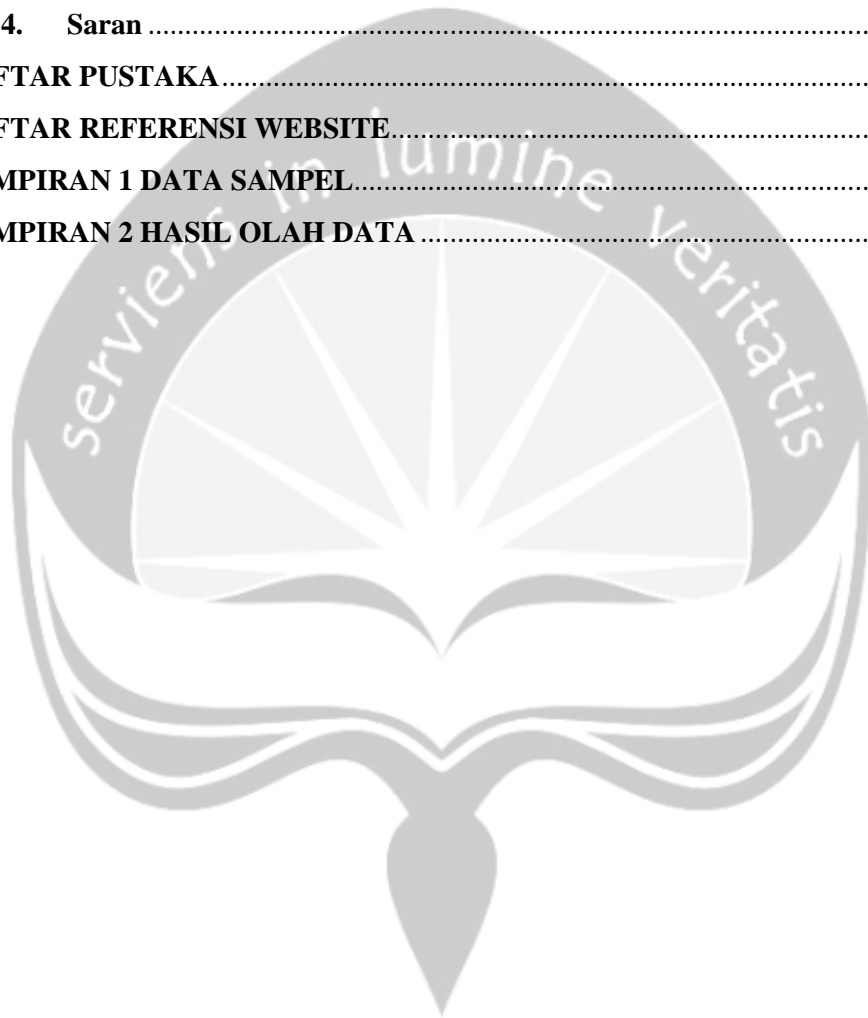 4. Saran ................................................................................
FTAR PUSTAKA ................................................................................
FTAR REFERENSI WEBSITE ................................................................................
MPIRAN 1 DATA SAMPEL ................................................................................
MPIRAN 2 HASIL OLAH DATA ................................................................................
serviens in lumine veritatis